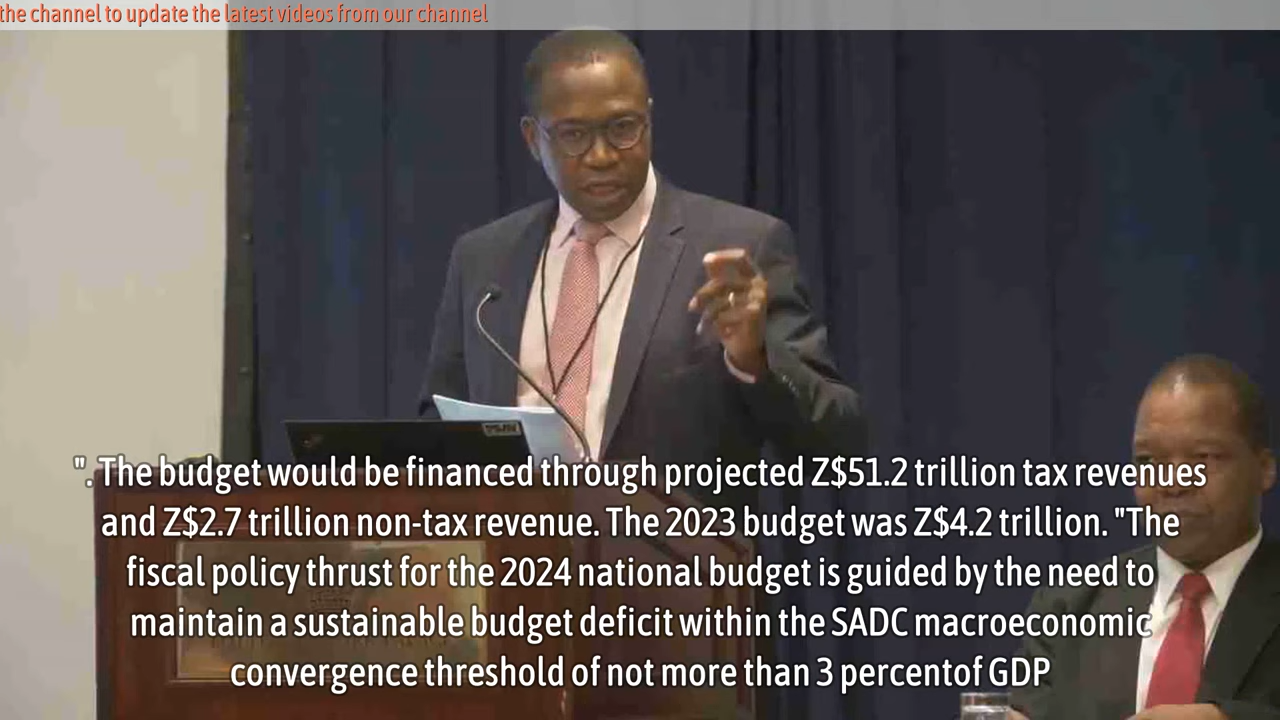 the channel to update the latest videos from our channel
". The budget would be financed through projected Z$51.2 trillion tax revenues
and Z$2.7 trillion non-tax revenue. The 2023 budget was Z$4.2 trillion. "The
fiscal policy thrust for the 2024 national budget is guided by the need to
maintain a sustainable budget deficit within the SADC macroeconomic
convergence threshold of not more than 3 percentof GDP